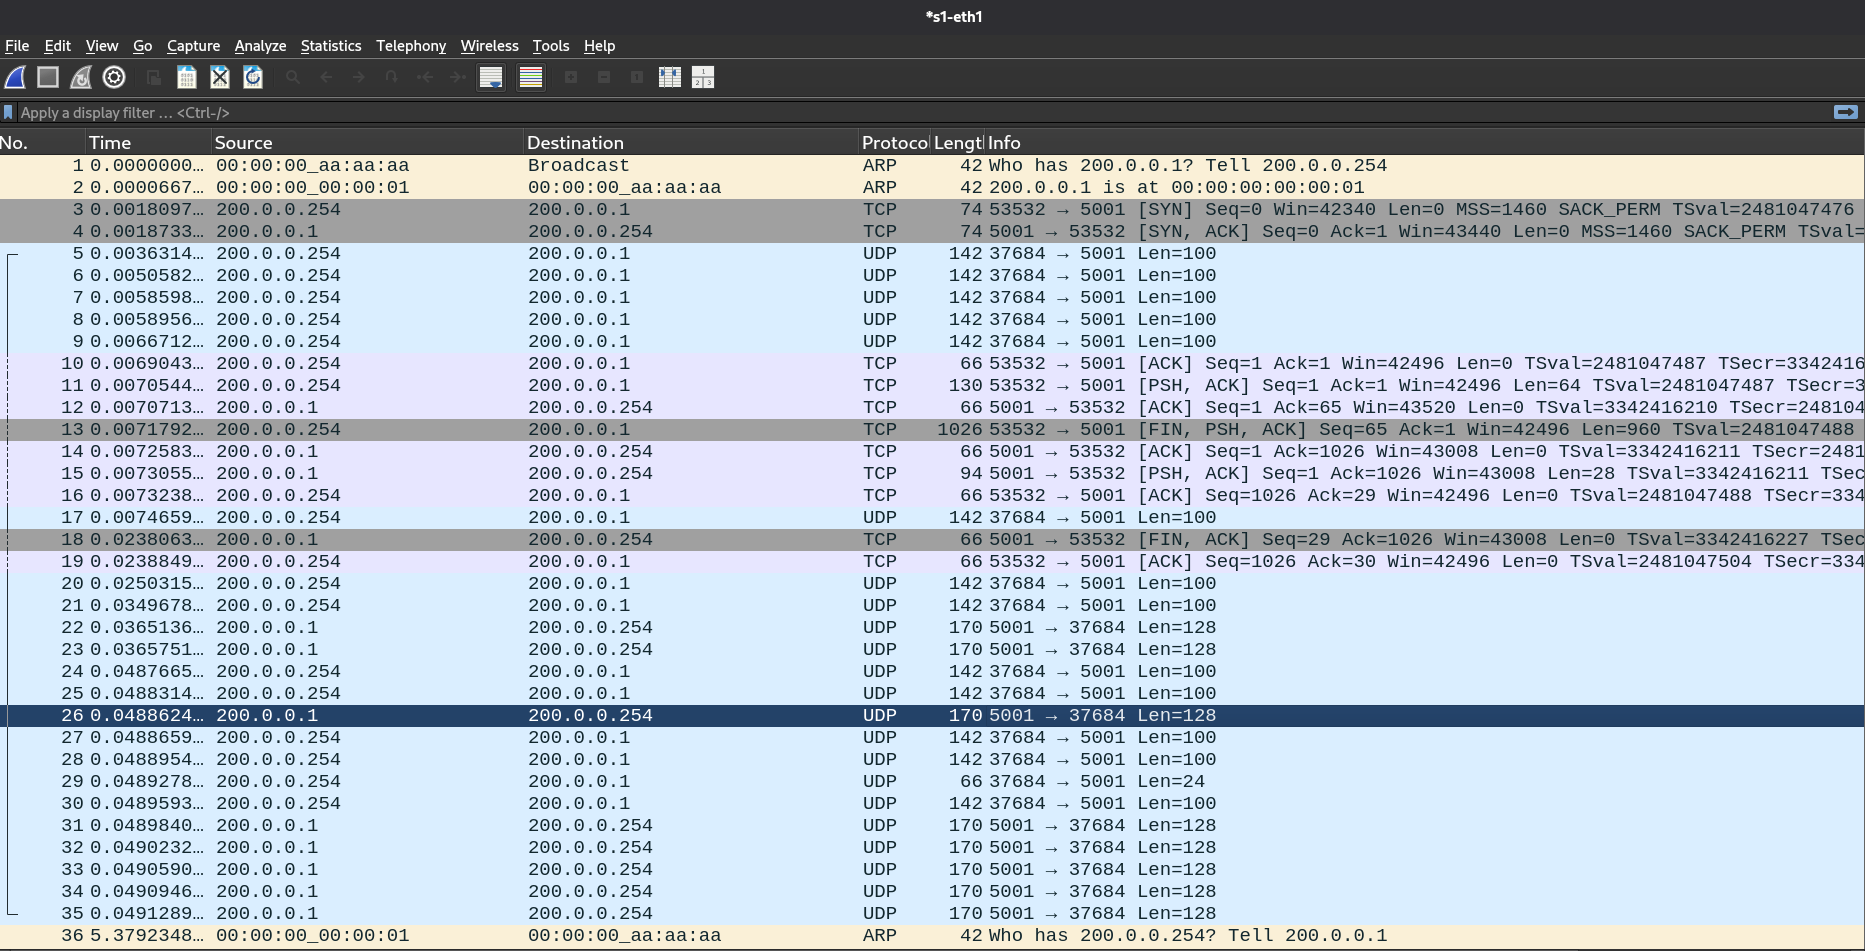 *s1-eth1
File Edit View Go Capture Analyze Statistics Telephony Wireless Tools Help
Apply a display filter … <Ctrl-/>
No. Time Source Destination Protoco Lengt Info
1 0.0000000… 00:00:00_aa:aa:aa Broadcast ARP 42 Who has 200.0.0.1? Tell 200.0.0.254
2 0.0000667… 00:00:00_00:00:01 00:00:00_aa:aa:aa ARP 42 200.0.0.1 is at 00:00:00:00:00:01
3 0.0018097… 200.0.0.254 200.0.0.1 TCP 74 53532 → 5001 [SYN] Seq=0 Win=42340 Len=0 MSS=1460 SACK_PERM TSval=2481047476
4 0.0018733… 200.0.0.1 200.0.0.254 TCP 74 5001 → 53532 [SYN, ACK] Seq=0 Ack=1 Win=43440 Len=0 MSS=1460 SACK_PERM TSval=
5 0.0036314… 200.0.0.254 200.0.0.1 UDP 142 37684 → 5001 Len=100
6 0.0050582… 200.0.0.254 200.0.0.1 UDP 142 37684 → 5001 Len=100
7 0.0058598… 200.0.0.254 200.0.0.1 UDP 142 37684 → 5001 Len=100
8 0.0058956… 200.0.0.254 200.0.0.1 UDP 142 37684 → 5001 Len=100
9 0.0066712… 200.0.0.254 200.0.0.1 UDP 142 37684 → 5001 Len=100
10 0.0069043… 200.0.0.254 200.0.0.1 TCP 66 53532 → 5001 [ACK] Seq=1 Ack=1 Win=42496 Len=0 TSval=2481047487 TSecr=3342416
11 0.0070544… 200.0.0.254 200.0.0.1 TCP 130 53532 → 5001 [PSH, ACK] Seq=1 Ack=1 Win=42496 Len=64 TSval=2481047487 TSecr=3
12 0.0070713… 200.0.0.1 200.0.0.254 TCP 66 5001 → 53532 [ACK] Seq=1 Ack=65 Win=43520 Len=0 TSval=3342416210 TSecr=248104
13 0.0071792… 200.0.0.254 200.0.0.1 TCP 1026 53532 → 5001 [FIN, PSH, ACK] Seq=65 Ack=1 Win=42496 Len=960 TSval=2481047488
14 0.0072583… 200.0.0.1 200.0.0.254 TCP 66 5001 → 53532 [ACK] Seq=1 Ack=1026 Win=43008 Len=0 TSval=3342416211 TSecr=2481
15 0.0073055… 200.0.0.1 200.0.0.254 TCP 94 5001 → 53532 [PSH, ACK] Seq=1 Ack=1026 Win=43008 Len=28 TSval=3342416211 TSec
16 0.0073238… 200.0.0.254 200.0.0.1 TCP 66 53532 → 5001 [ACK] Seq=1026 Ack=29 Win=42496 Len=0 TSval=2481047488 TSecr=334
17 0.0074659… 200.0.0.254 200.0.0.1 UDP 142 37684 → 5001 Len=100
18 0.0238063… 200.0.0.1 200.0.0.254 TCP 66 5001 → 53532 [FIN, ACK] Seq=29 Ack=1026 Win=43008 Len=0 TSval=3342416227 TSec
19 0.0238849… 200.0.0.254 200.0.0.1 TCP 66 53532 → 5001 [ACK] Seq=1026 Ack=30 Win=42496 Len=0 TSval=2481047504 TSecr=334
20 0.0250315… 200.0.0.254 200.0.0.1 UDP 142 37684 → 5001 Len=100
21 0.0349678… 200.0.0.254 200.0.0.1 UDP 142 37684 → 5001 Len=100
22 0.0365136… 200.0.0.1 200.0.0.254 UDP 170 5001 → 37684 Len=128
23 0.0365751… 200.0.0.1 200.0.0.254 UDP 170 5001 → 37684 Len=128
24 0.0487665… 200.0.0.254 200.0.0.1 UDP 142 37684 → 5001 Len=100
25 0.0488314… 200.0.0.254 200.0.0.1 UDP 142 37684 → 5001 Len=100
26 0.0488624… 200.0.0.1 200.0.0.254 UDP 170 5001 → 37684 Len=128
27 0.0488659… 200.0.0.254 200.0.0.1 UDP 142 37684 → 5001 Len=100
28 0.0488954… 200.0.0.254 200.0.0.1 UDP 142 37684 → 5001 Len=100
29 0.0489278… 200.0.0.254 200.0.0.1 UDP 66 37684 → 5001 Len=24
30 0.0489593… 200.0.0.254 200.0.0.1 UDP 142 37684 → 5001 Len=100
31 0.0489840… 200.0.0.1 200.0.0.254 UDP 170 5001 → 37684 Len=128
32 0.0490232… 200.0.0.1 200.0.0.254 UDP 170 5001 → 37684 Len=128
33 0.0490590… 200.0.0.1 200.0.0.254 UDP 170 5001 → 37684 Len=128
34 0.0490946… 200.0.0.1 200.0.0.254 UDP 170 5001 → 37684 Len=128
35 0.0491289… 200.0.0.1 200.0.0.254 UDP 170 5001 → 37684 Len=128
36 5.3792348… 00:00:00_00:00:01 00:00:00_aa:aa:aa ARP 42 Who has 200.0.0.254? Tell 200.0.0.1